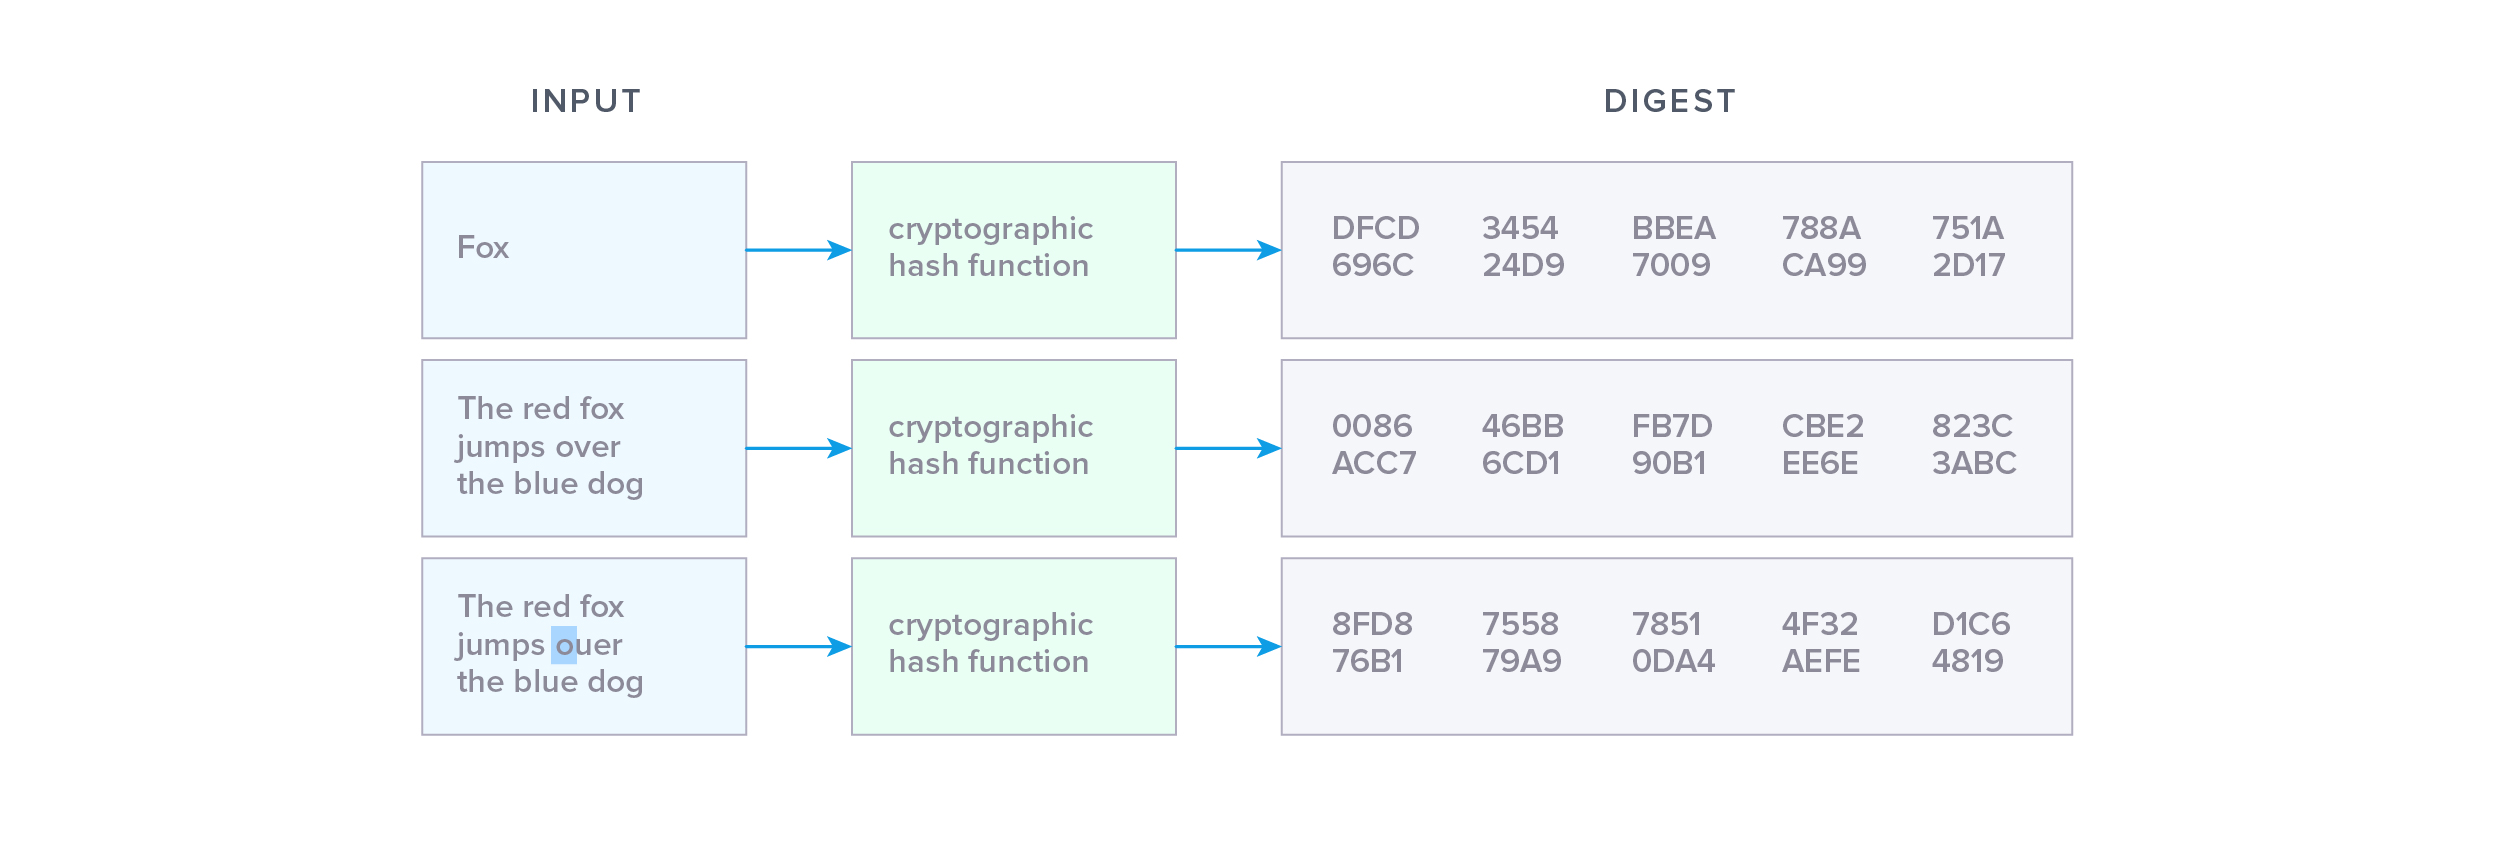 INPUT
DIGEST
Fox
cryptographic
hash function
DFCD 3454 BBEA 788A 751A
696C 24D9 7009 CA99 2D17
The red fox
jumps over
the blue dog
cryptographic
hash function
0086 46BB FB7D CBE2 823C
ACC7 6CD1 90B1 EE6E 3ABC
The red fox
jumps ouer
the blue dog
cryptographic
hash function
8FD8 7558 7851 4F32 D1C6
76B1 79A9 0DA4 AEFE 4819